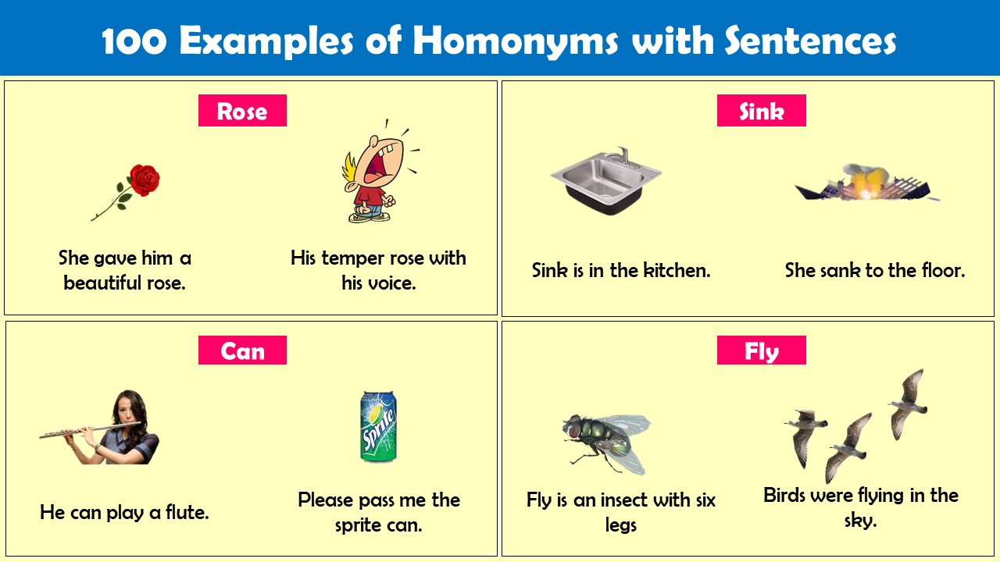 100 Examples of Homonyms with Sentences
Rose
She gave him a
beautiful rose.
His temper rose with
his voice.
Sink
Sink is in the kitchen.
She sank to the floor.
Can
Sprite
He can play a flute.
Please pass me the
sprite can.
Fly
Fly is an insect with six
legs
Birds were flying in the
sky.